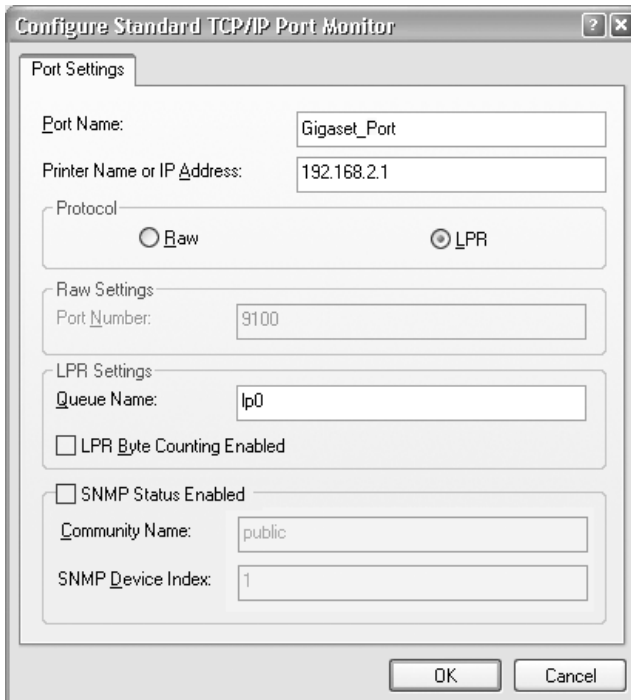 Configure Standard TCP/IP Port Monitor
Port Settings
Port Name: Gigaset_Port
Printer Name or IP Address: 192.168.2.1
Protocol
Raw LPR
Raw Settings
Port Number: 9100
LPR Settings
Queue Name: lp0
LPR Byte Counting Enabled
SNMP Status Enabled
Community Name: public
SNMP Device Index: 1
OK Cancel